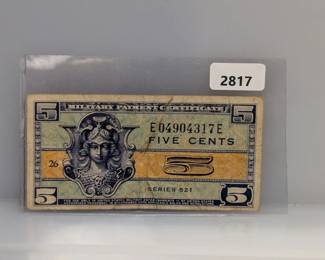 2817
5 MILITARY PAYMENT CERTIFICATE 5
E04904317E
FIVE CENTS
26
5
SERIES 521
5 5